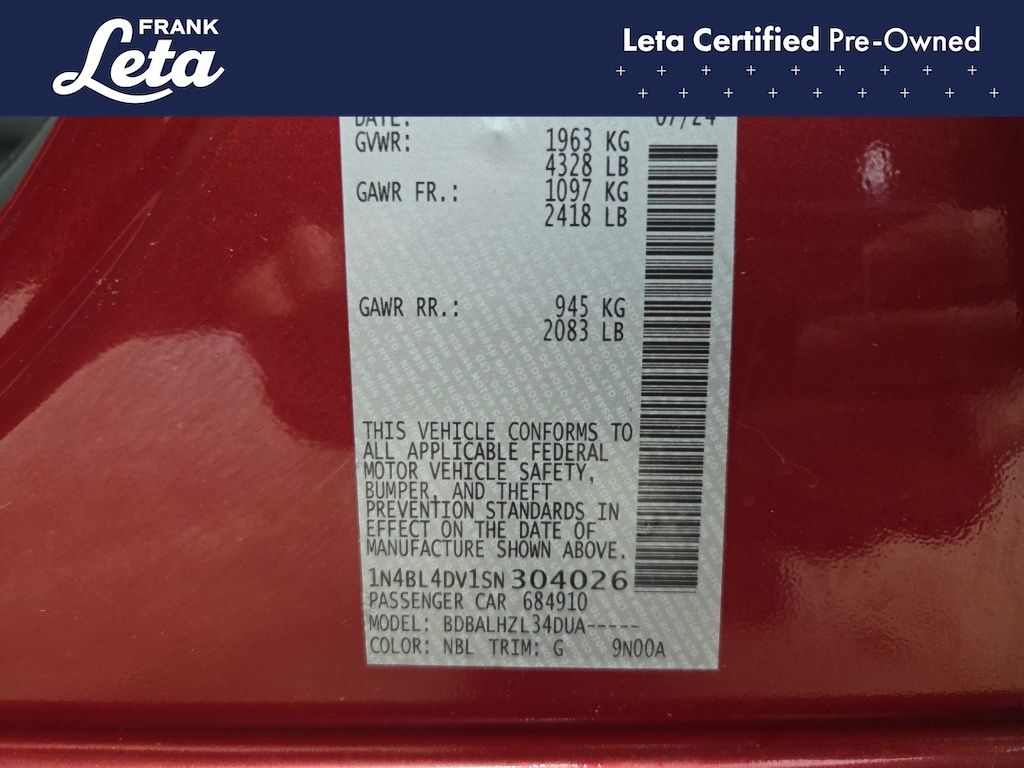 FRANK
Leta
Leta Certified Pre-Owned
DATE: 07/24
GVWR: 1963 KG
4328 LB
GAWR FR.: 1097 KG
2418 LB
GAWR RR.: 945 KG
2083 LB
THIS VEHICLE CONFORMS TO
ALL APPLICABLE FEDERAL
MOTOR VEHICLE SAFETY,
BUMPER, AND THEFT
PREVENTION STANDARDS IN
EFFECT ON THE DATE OF
MANUFACTURE SHOWN ABOVE.
1N4BL4DV1SN304026
PASSENGER CAR 684910
MODEL: BDBALHZL34DUA-----
COLOR: NBL TRIM: G 9N00A